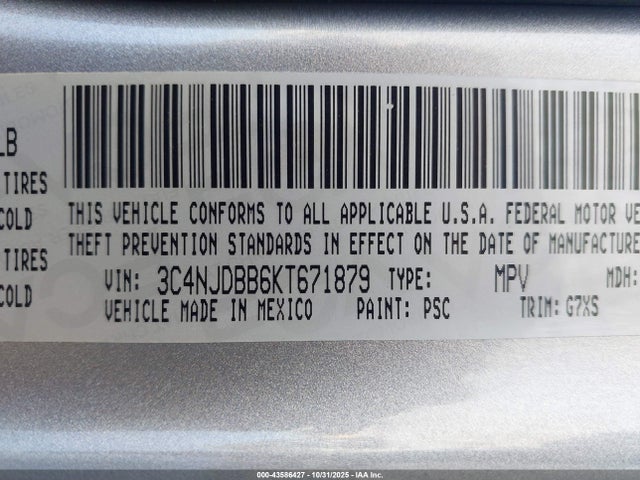 LB
TIRES
COLD
TIRES
COLD
THIS VEHICLE CONFORMS TO ALL APPLICABLE U.S.A. FEDERAL MOTOR VE
THEFT PREVENTION STANDARDS IN EFFECT ON THE DATE OF MANUFACTURE
VIN: 3C4NJDBB6KT671879 TYPE: MPV MDH:
VEHICLE MADE IN MEXICO PAINT: PSC TRIM: G7XS
000-43586427 - 10/31/2025 - IAA Inc.